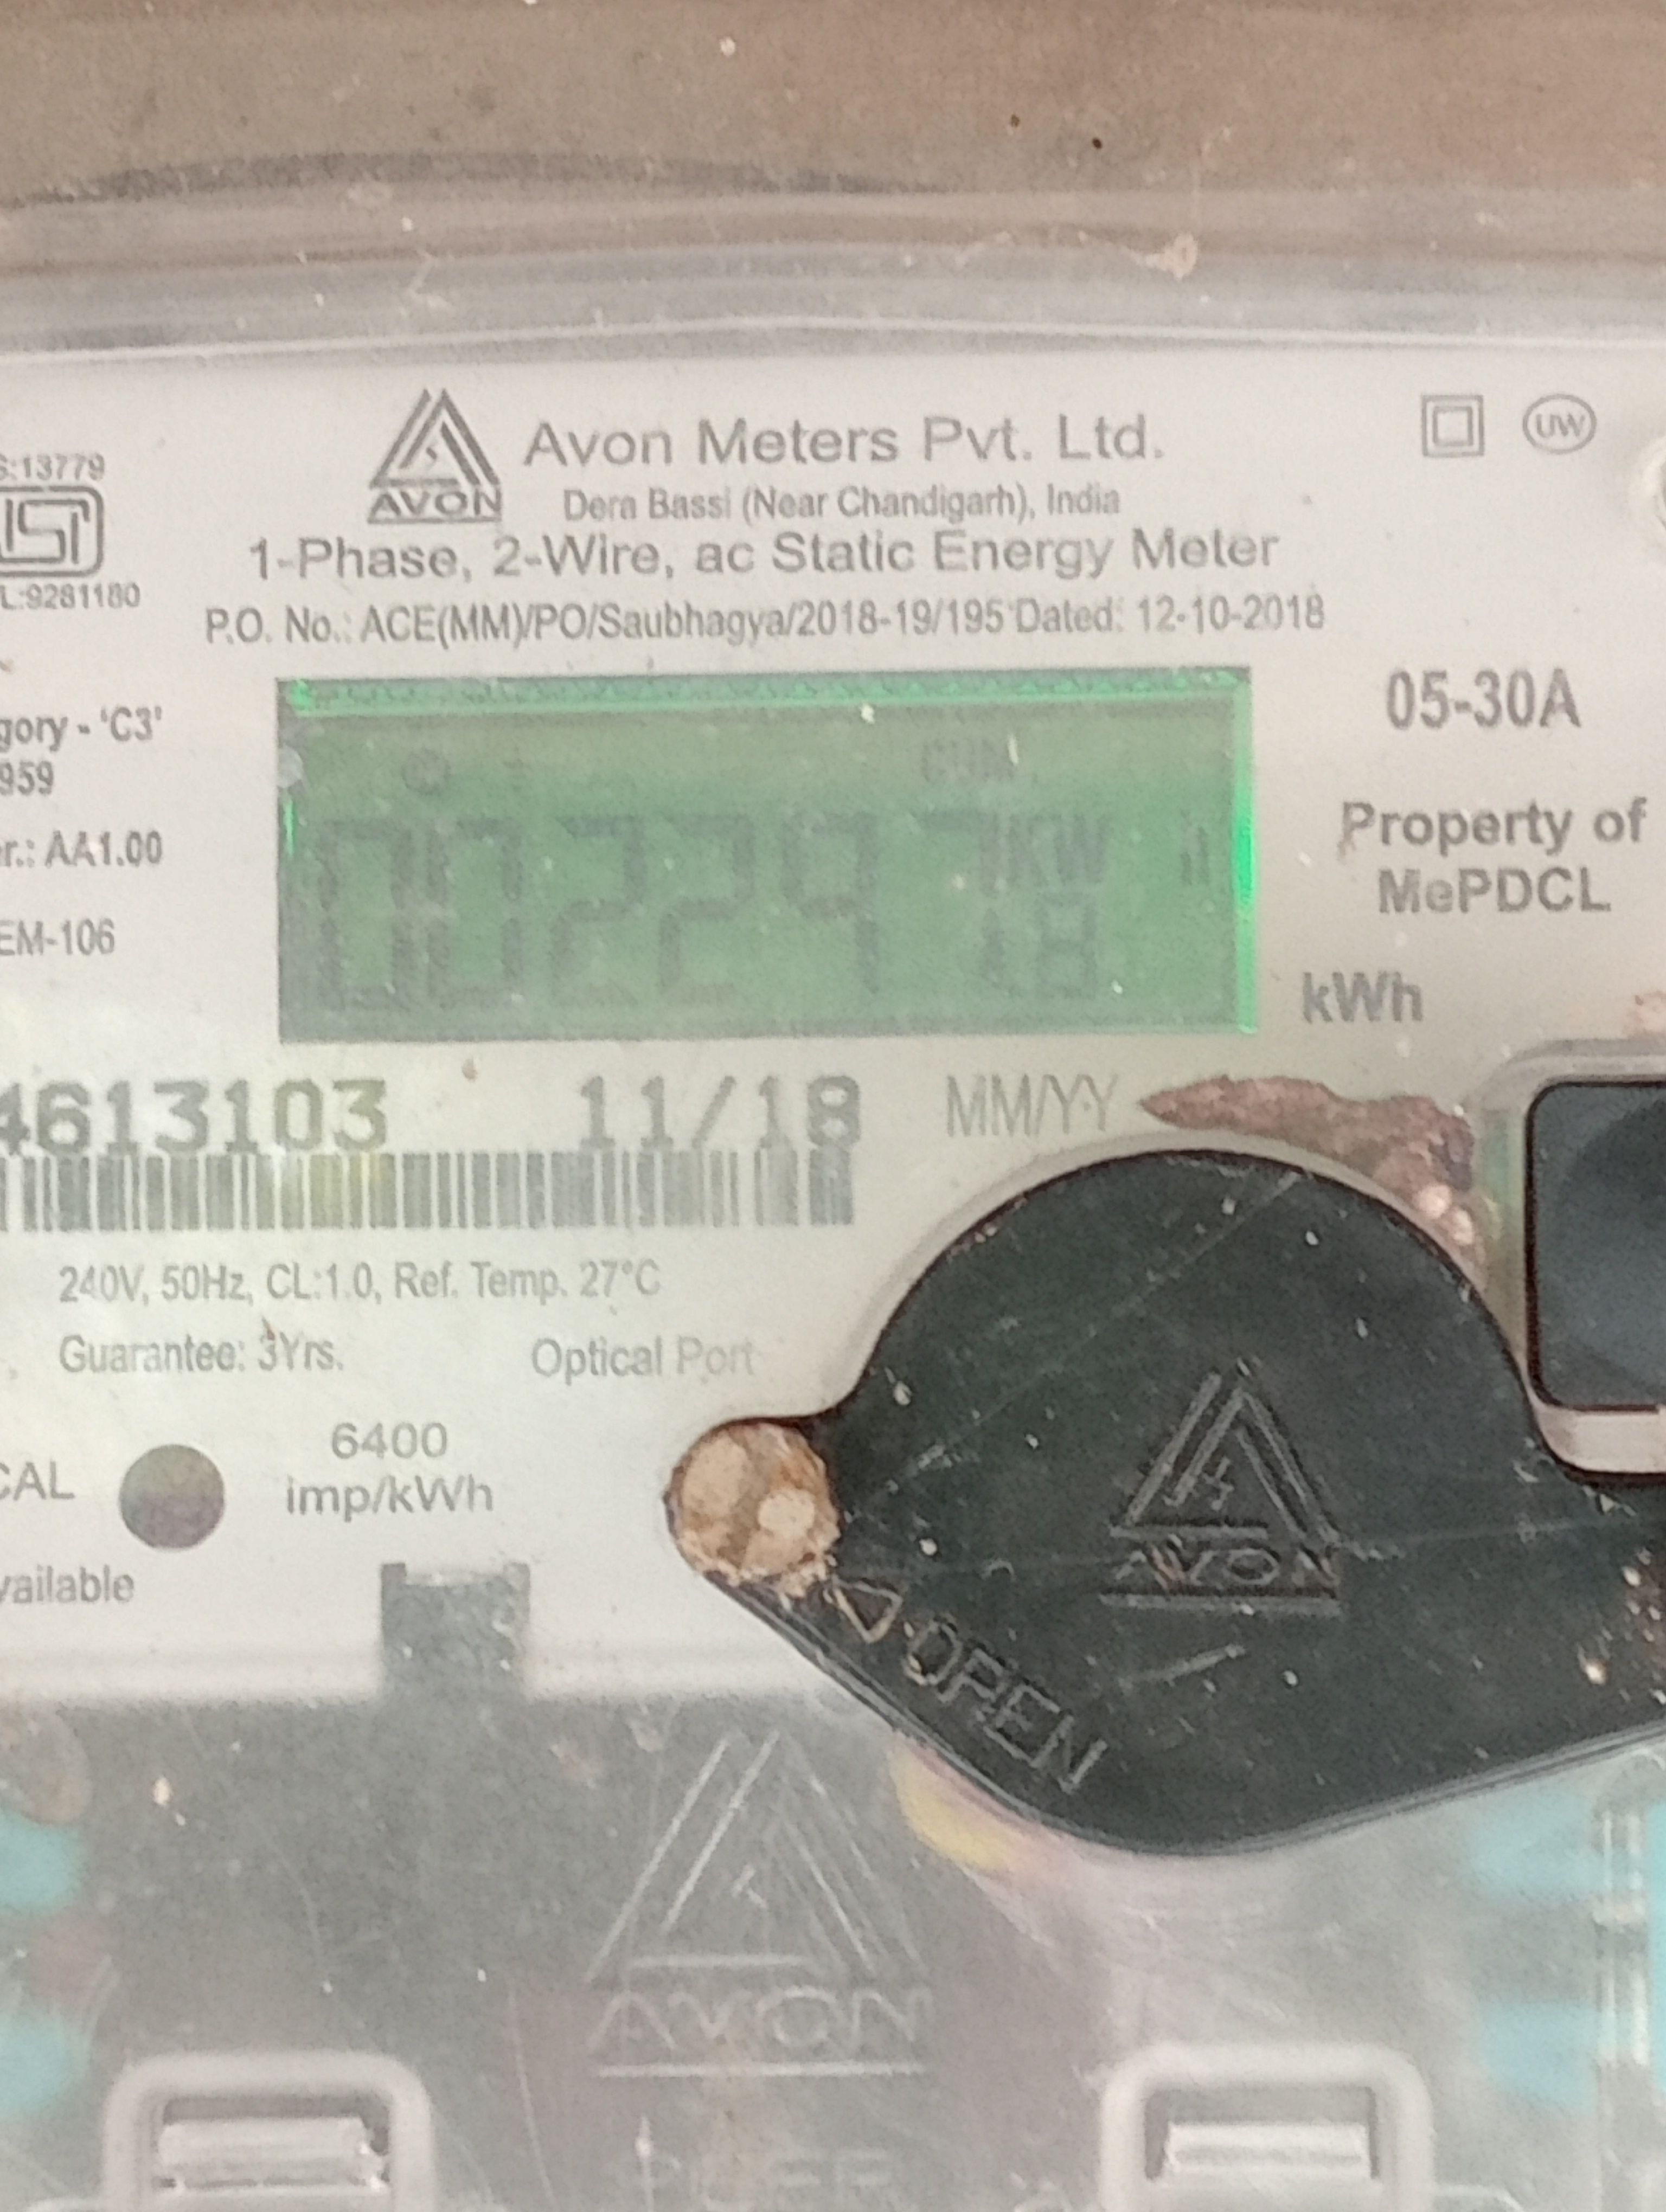 S:13779
ISI
L:9281180
AVON
Avon Meters Pvt. Ltd.
Dera Bassi (Near Chandigarh), India
UW
1-Phase, 2-Wire, ac Static Energy Meter
P.O. No.: ACE(MM)/PO/Saubhagya/2018-19/195 Dated: 12-10-2018
gory - 'C3'
959
r.: AA1.00
EM-106
CUM
05-30A
Property of
MePDCL
kWh
4613103 11/18 MM/YY
240V, 50Hz, CL:1.0, Ref. Temp. 27°C
Guarantee: 3Yrs. Optical Port
CAL
6400
imp/kWh
vailable
AVON
OPEN
AVON